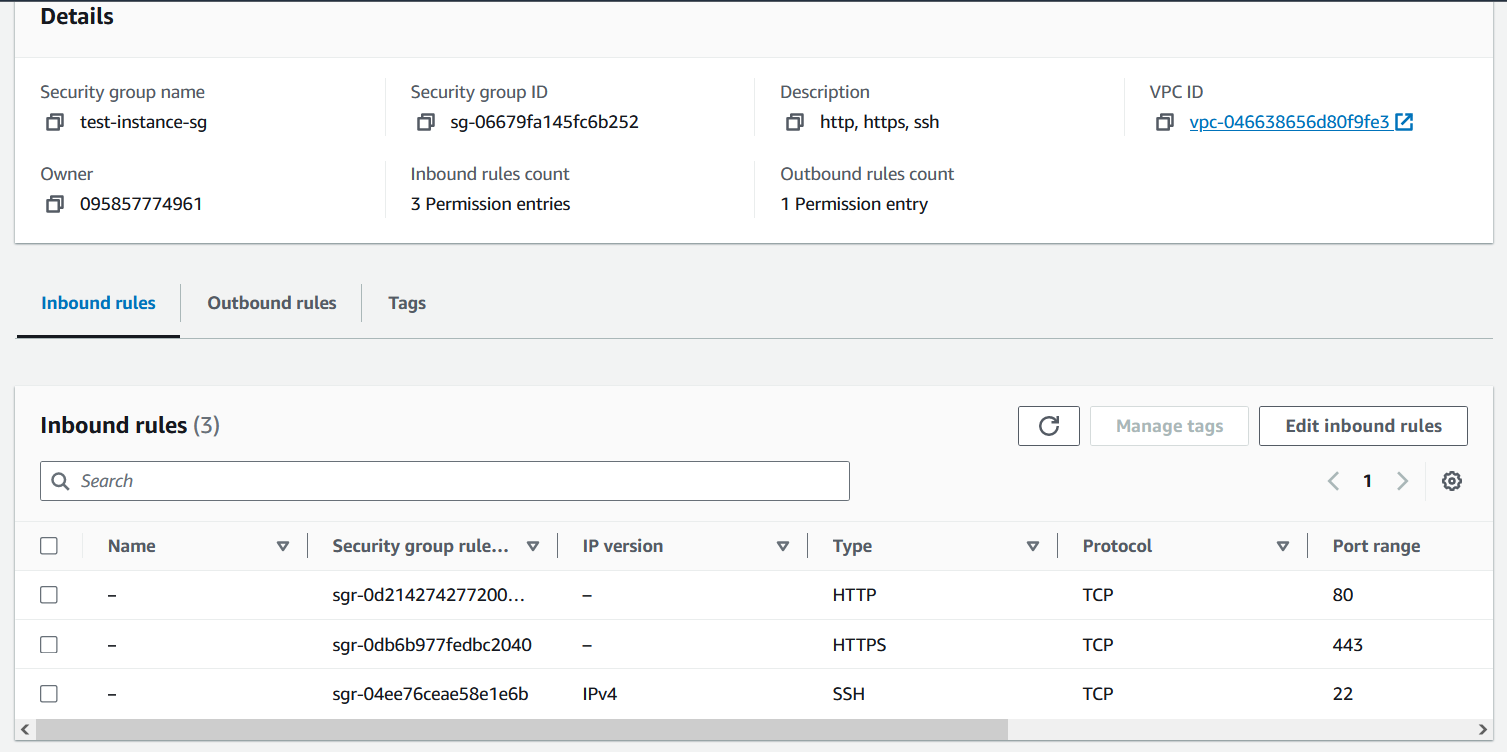 Details
Security group name
test-instance-sg
Security group ID
sg-06679fa145fc6b252
Description
http, https, ssh
VPC ID
vpc-046638656d80f9fe3
Owner
095857774961
Inbound rules count
3 Permission entries
Outbound rules count
1 Permission entry
Inbound rules
Outbound rules
Tags
Inbound rules (3)
Manage tags
Edit inbound rules
Search
1
Name Security group rule... IP version Type Protocol Port range
– sgr-0d214274277200... – HTTP TCP 80
– sgr-0db6b977fedbc2040 – HTTPS TCP 443
– sgr-04ee76ceae58e1e6b IPv4 SSH TCP 22